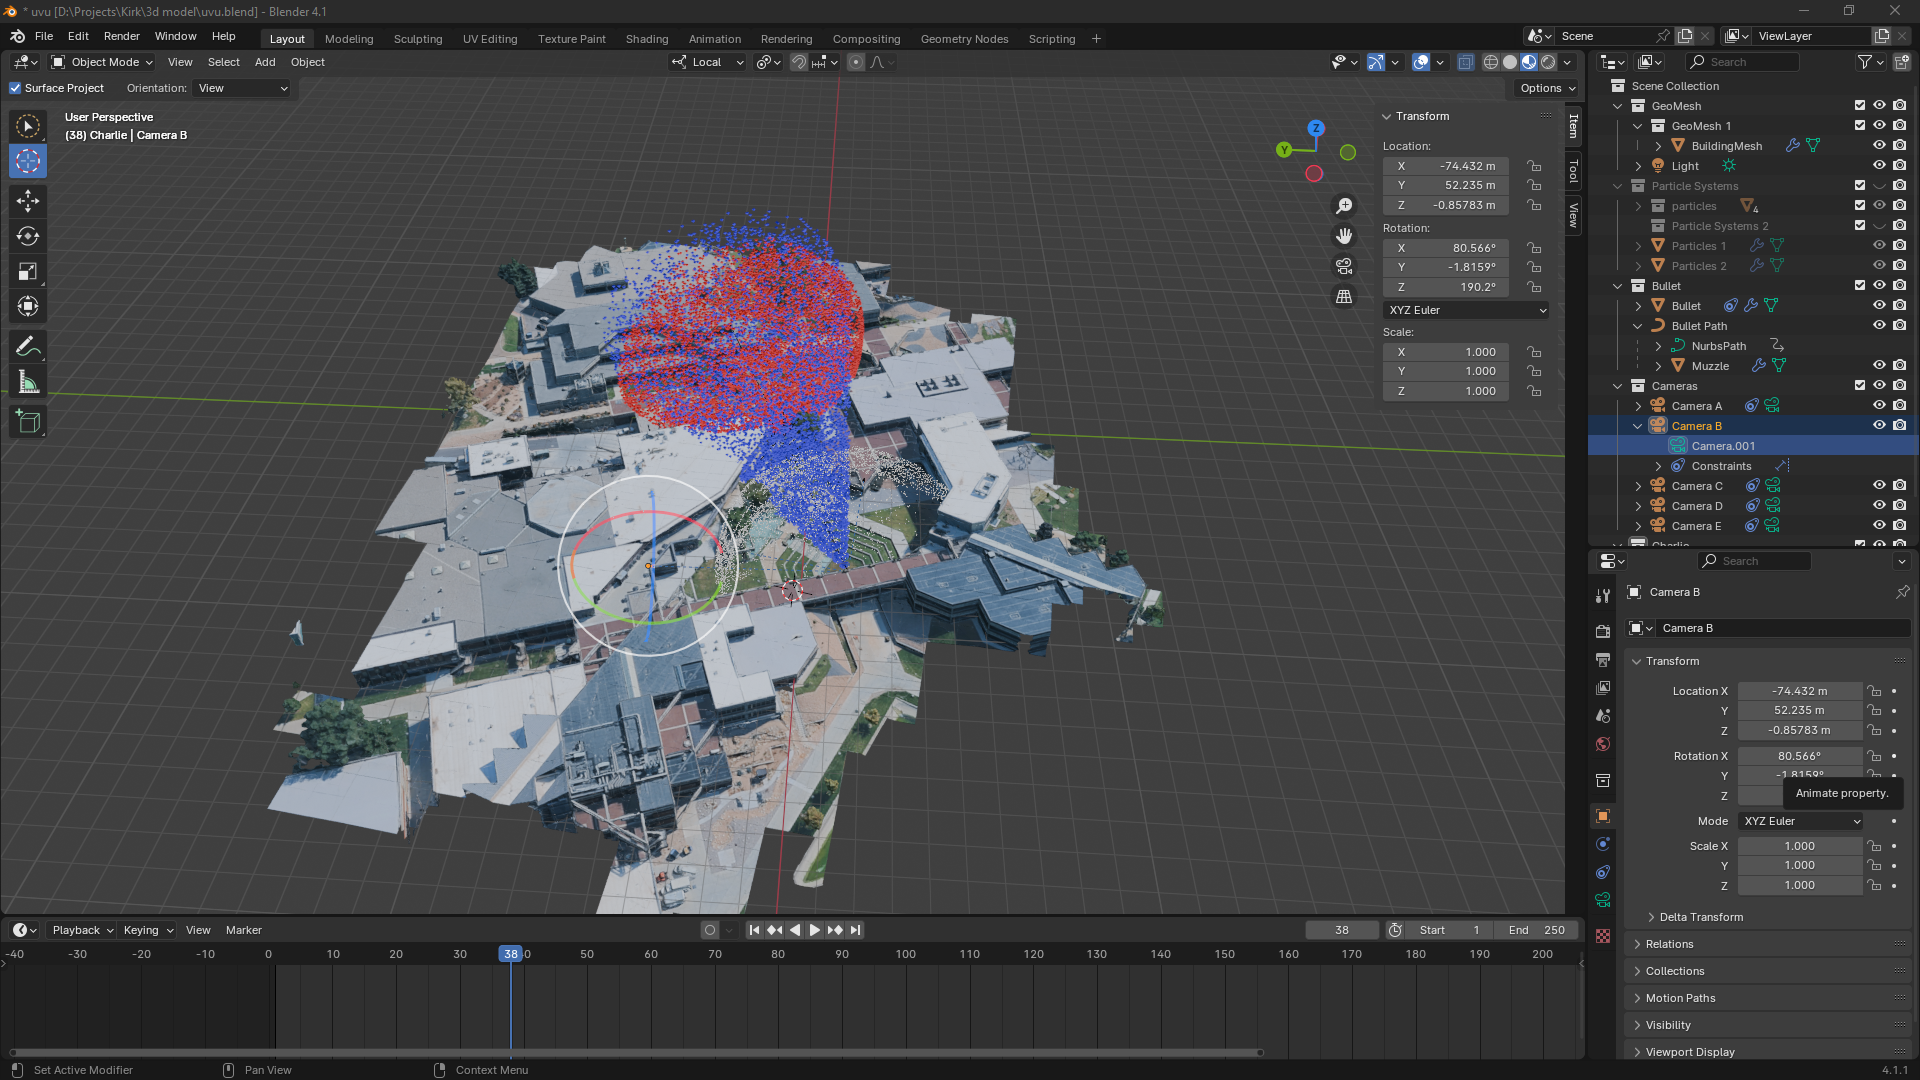 * uvu [D:\Projects\Kirk\3d model\uvu.blend] - Blender 4.1
File Edit Render Window Help Layout Modeling Sculpting UV Editing Texture Paint Shading Animation Rendering Compositing Geometry Nodes Scripting + Scene ViewLayer
Object Mode View Select Add Object Local Search
Surface Project Orientation: View Options
User Perspective
(38) Charlie | Camera B
Z
Y
Transform
Location:
X -74.432 m
Y 52.235 m
Z -0.85783 m
Rotation:
X 80.566°
Y -1.8159°
Z 190.2°
XYZ Euler
Scale:
X 1.000
Y 1.000
Z 1.000
Item
Tool
View
Scene Collection
GeoMesh
GeoMesh 1
BuildingMesh
Light
Particle Systems
particles 4
Particle Systems 2
Particles 1
Particles 2
Bullet
Bullet
Bullet Path
NurbsPath
Muzzle
Cameras
Camera A
Camera B
Camera.001
Constraints
Camera C
Camera D
Camera E
Charlie
Search
Camera B
Camera B
Transform
Location X -74.432 m
Y 52.235 m
Z -0.85783 m
Rotation X 80.566°
Y -1.8159°
Z
Animate property.
Mode XYZ Euler
Scale X 1.000
Y 1.000
Z 1.000
Delta Transform
Relations
Collections
Motion Paths
Visibility
Viewport Display
Playback Keying View Marker 38 Start 1 End 250
-40 -30 -20 -10 0 10 20 30 38 50 60 70 80 90 100 110 120 130 140 150 160 170 180 190 200
Set Active Modifier Pan View Context Menu 4.1.1